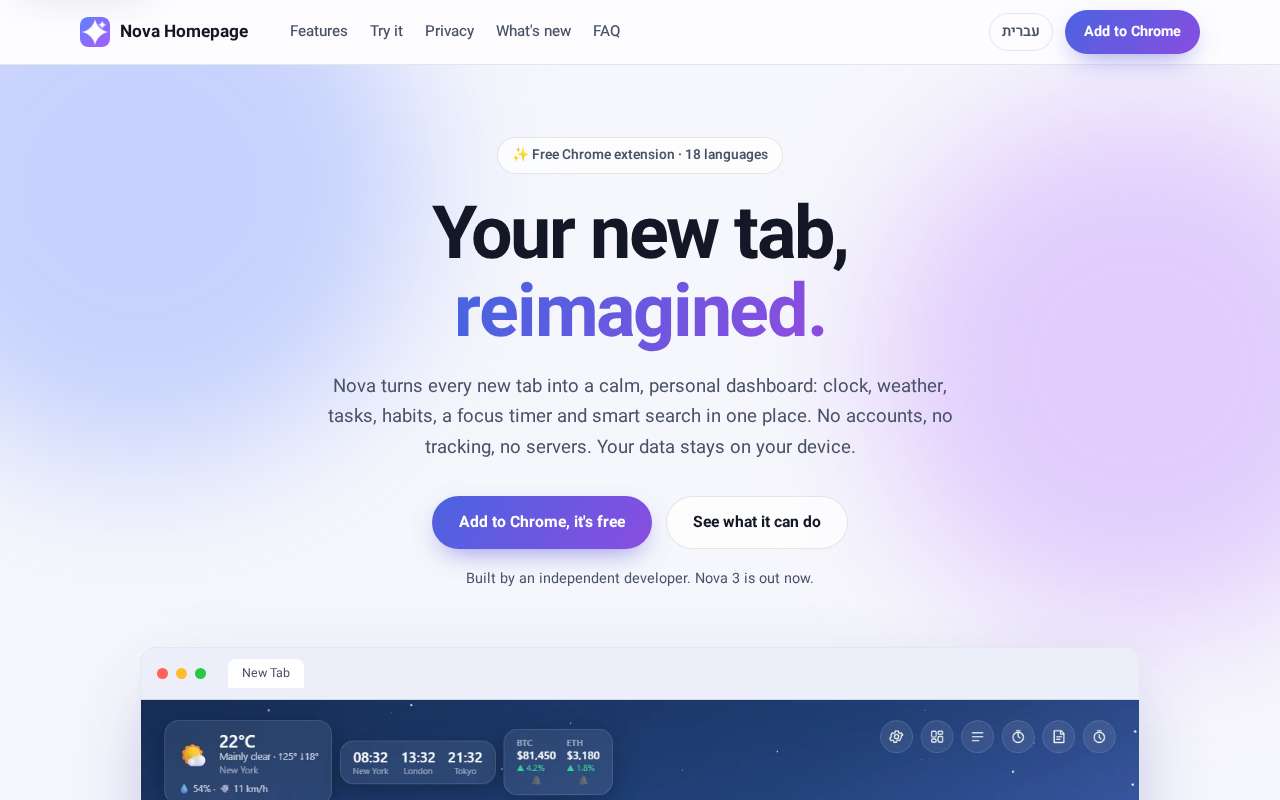 Nova Homepage
Features
Try it
Privacy
What's new
FAQ
עברית
Add to Chrome
✨ Free Chrome extension · 18 languages
Your new tab,
reimagined.
Nova turns every new tab into a calm, personal dashboard: clock, weather,
tasks, habits, a focus timer and smart search in one place. No accounts, no
tracking, no servers. Your data stays on your device.
Add to Chrome, it's free
See what it can do
Built by an independent developer. Nova 3 is out now.
New Tab
22°C
Mainly clear · ↑25° ↓18°
New York
54% · 11 km/h
08:32 13:32 21:32
New York London Tokyo
BTC ETH
$81,450 $3,180
▲ 4.2% ▲ 1.8%